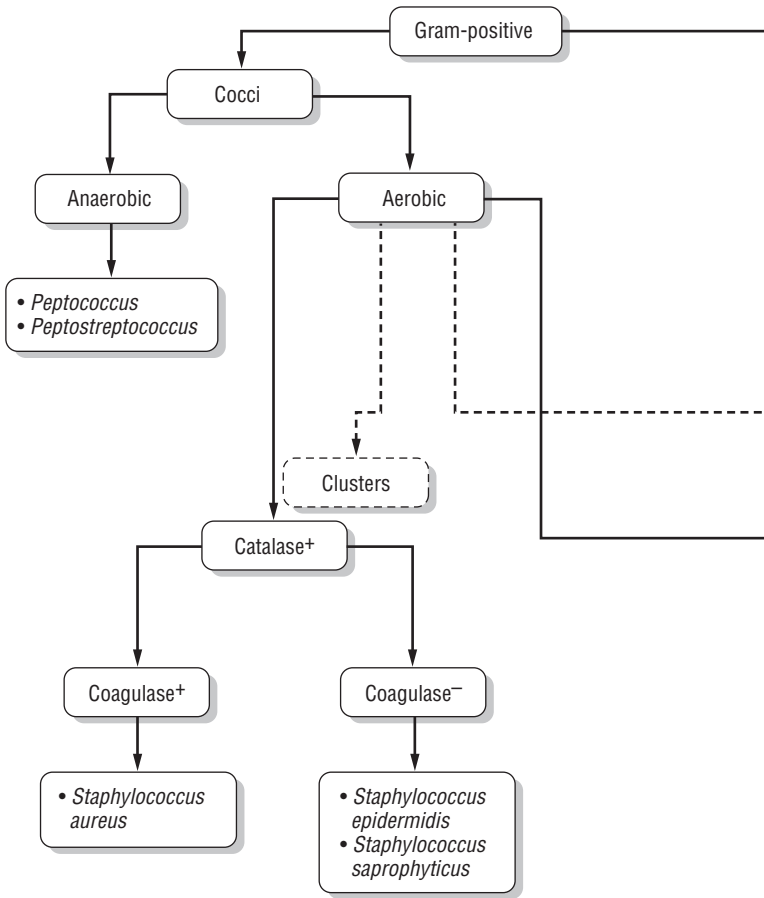 Gram-positive
Cocci
Anaerobic
Aerobic
• Peptococcus
• Peptostreptococcus
Clusters
Catalase+
Coagulase+
Coagulase–
• Staphylococcus
aureus
• Staphylococcus
epidermidis
• Staphylococcus
saprophyticus